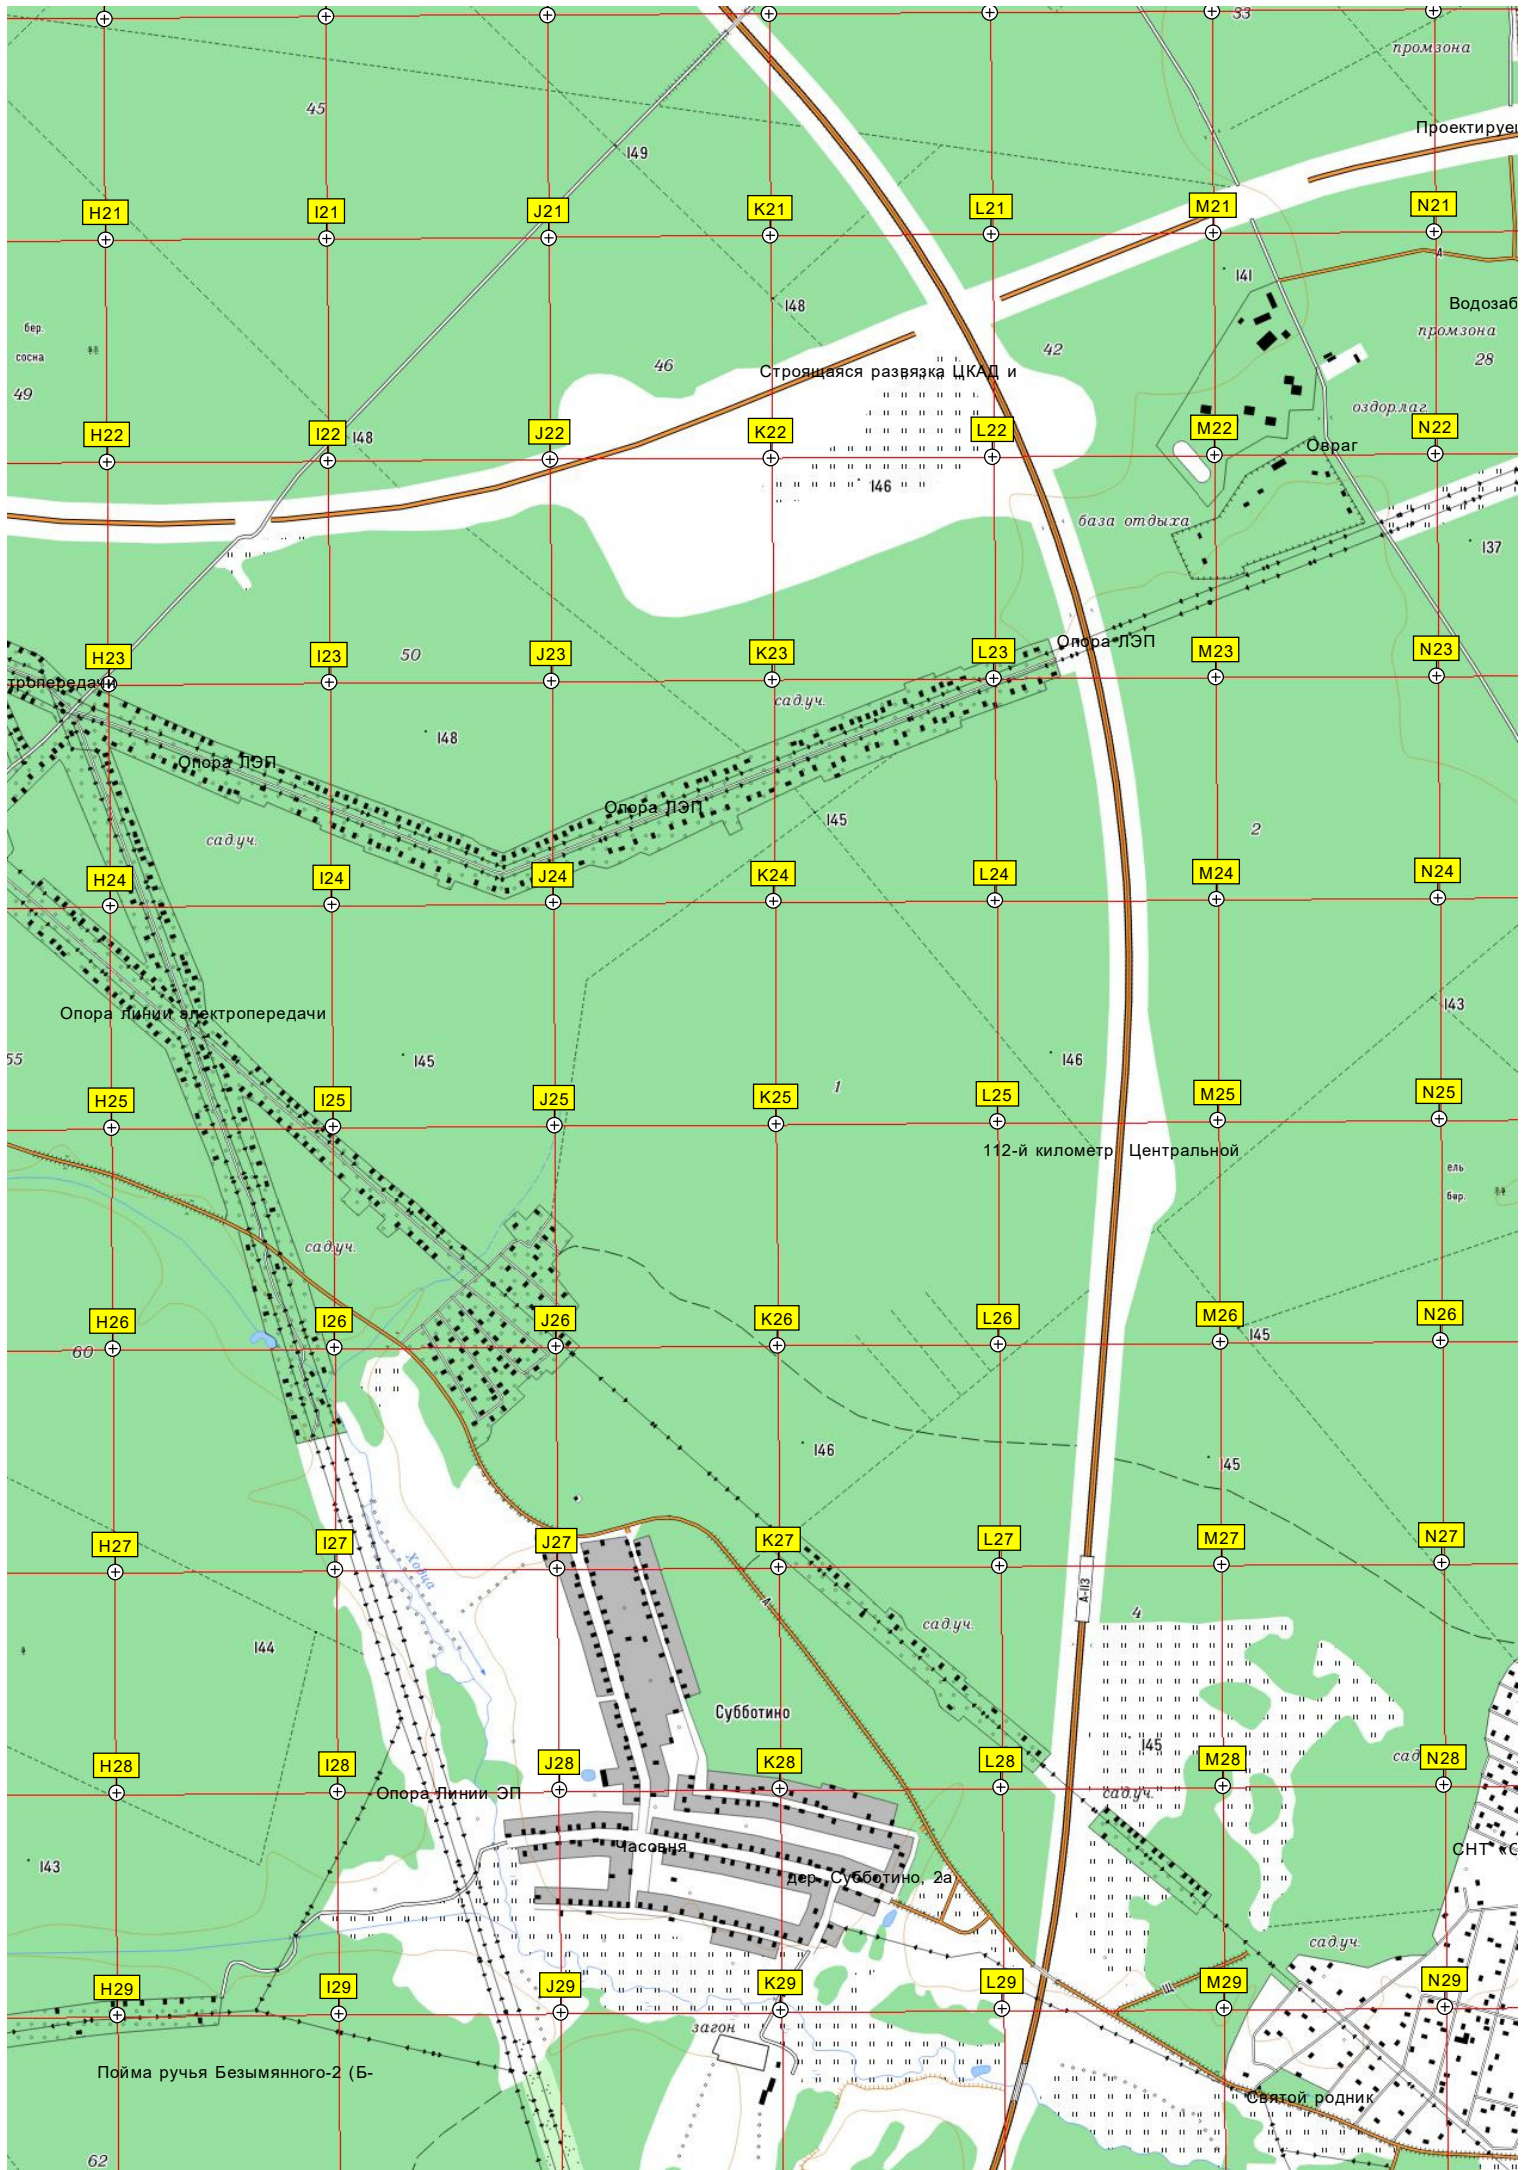 33
промзона
45
Проектируе
149
H21
I21
J21
K21
L21
M21
N21
А
141
148
Водозаб
бер.
сосна
промзона
42
28
46
Строящаяся развязка ЦКАД и
49
оздор.лаг.
H22
I22
148
J22
K22
L22
M22
N22
Овраг
146
база отдыха
137
Опора ЛЭП
H23
I23
50
J23
K23
L23
M23
N23
тропередачи
сад.уч.
148
Опора ЛЭП
Опора ЛЭП
145
2
сад.уч.
H24
I24
J24
K24
L24
M24
N24
143
Опора линии электропередачи
55
145
146
1
H25
I25
J25
K25
L25
M25
N25
112-й километр Центральной
ель
бер.
сад.уч.
H26
I26
J26
K26
L26
M26
N26
145
60
146
145
H27
I27
J27
K27
L27
M27
N27
Ходца
А-113
А
4
сад.уч.
144
Субботино
145
сад
H28
I28
J28
K28
L28
M28
N28
Опора Линии ЭП
сад.уч.
Часовня
СНТ «С
143
дер. Субботино, 2а
сад.уч.
H29
I29
J29
K29
L29
Щ
M29
N29
загон
Пойма ручья Безымянного-2 (Б-
Святой родник
62